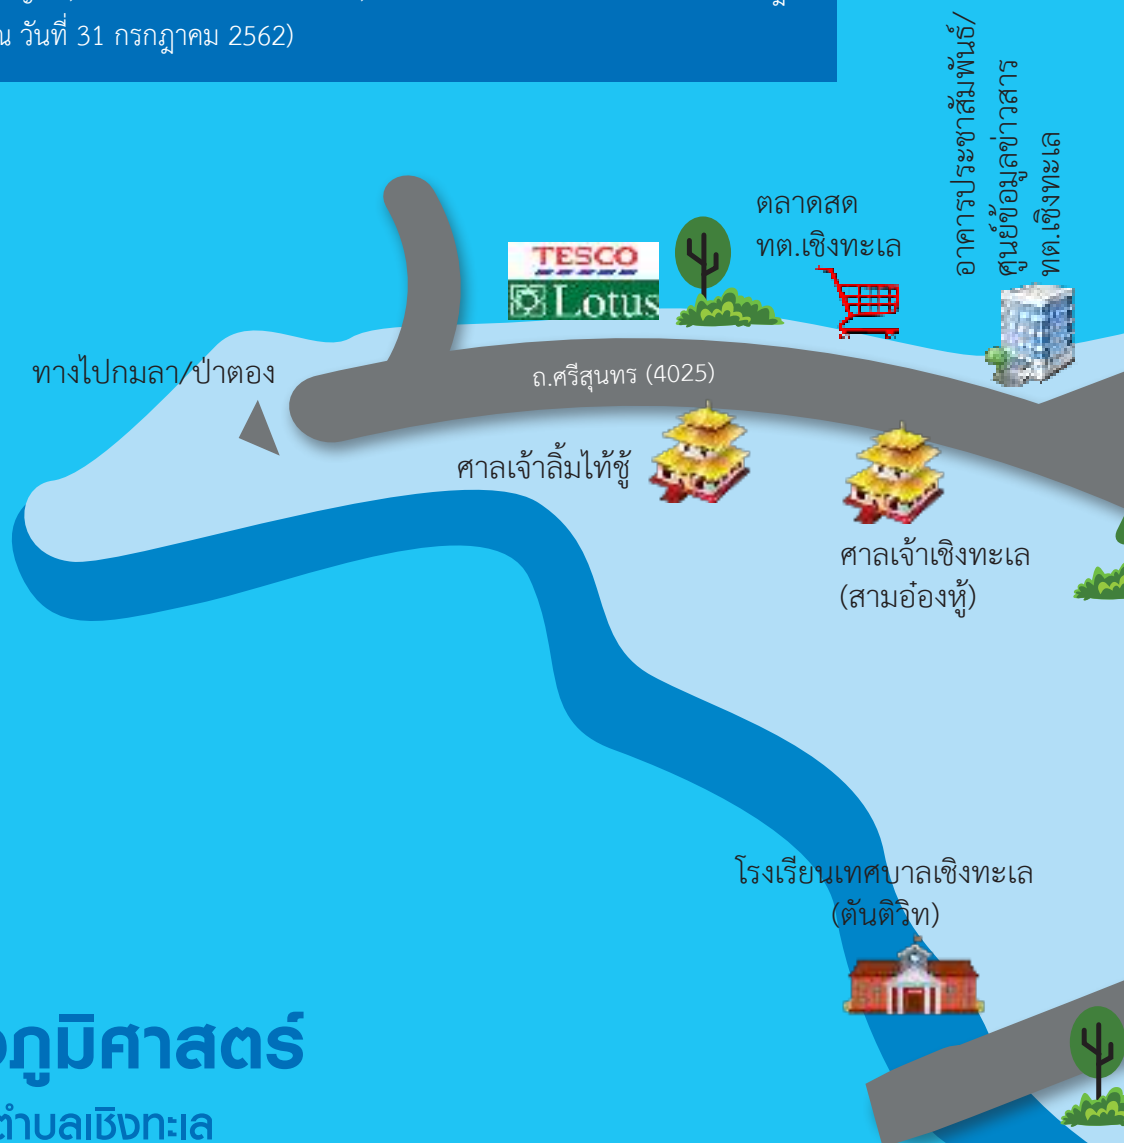 ณ วันที่ 31 กรกฎาคม 2562)
อาคารประชาสัมพันธ์/
ศูนย์ข้อมูลข่าวสาร
ทต.เชิงทะเล
ตลาดสด
ทต.เชิงทะเล
TESCO
Lotus
ทางไปกมลา/ป่าตอง
ถ.ศรีสุนทร (4025)
ศาลเจ้าลิ้มไท้ซู้
ศาลเจ้าเชิงทะเล
(สามอ๋องหู้)
โรงเรียนเทศบาลเชิงทะเล
(ตันติวิท)
ภูมิศาสตร์
ตำบลเชิงทะเล